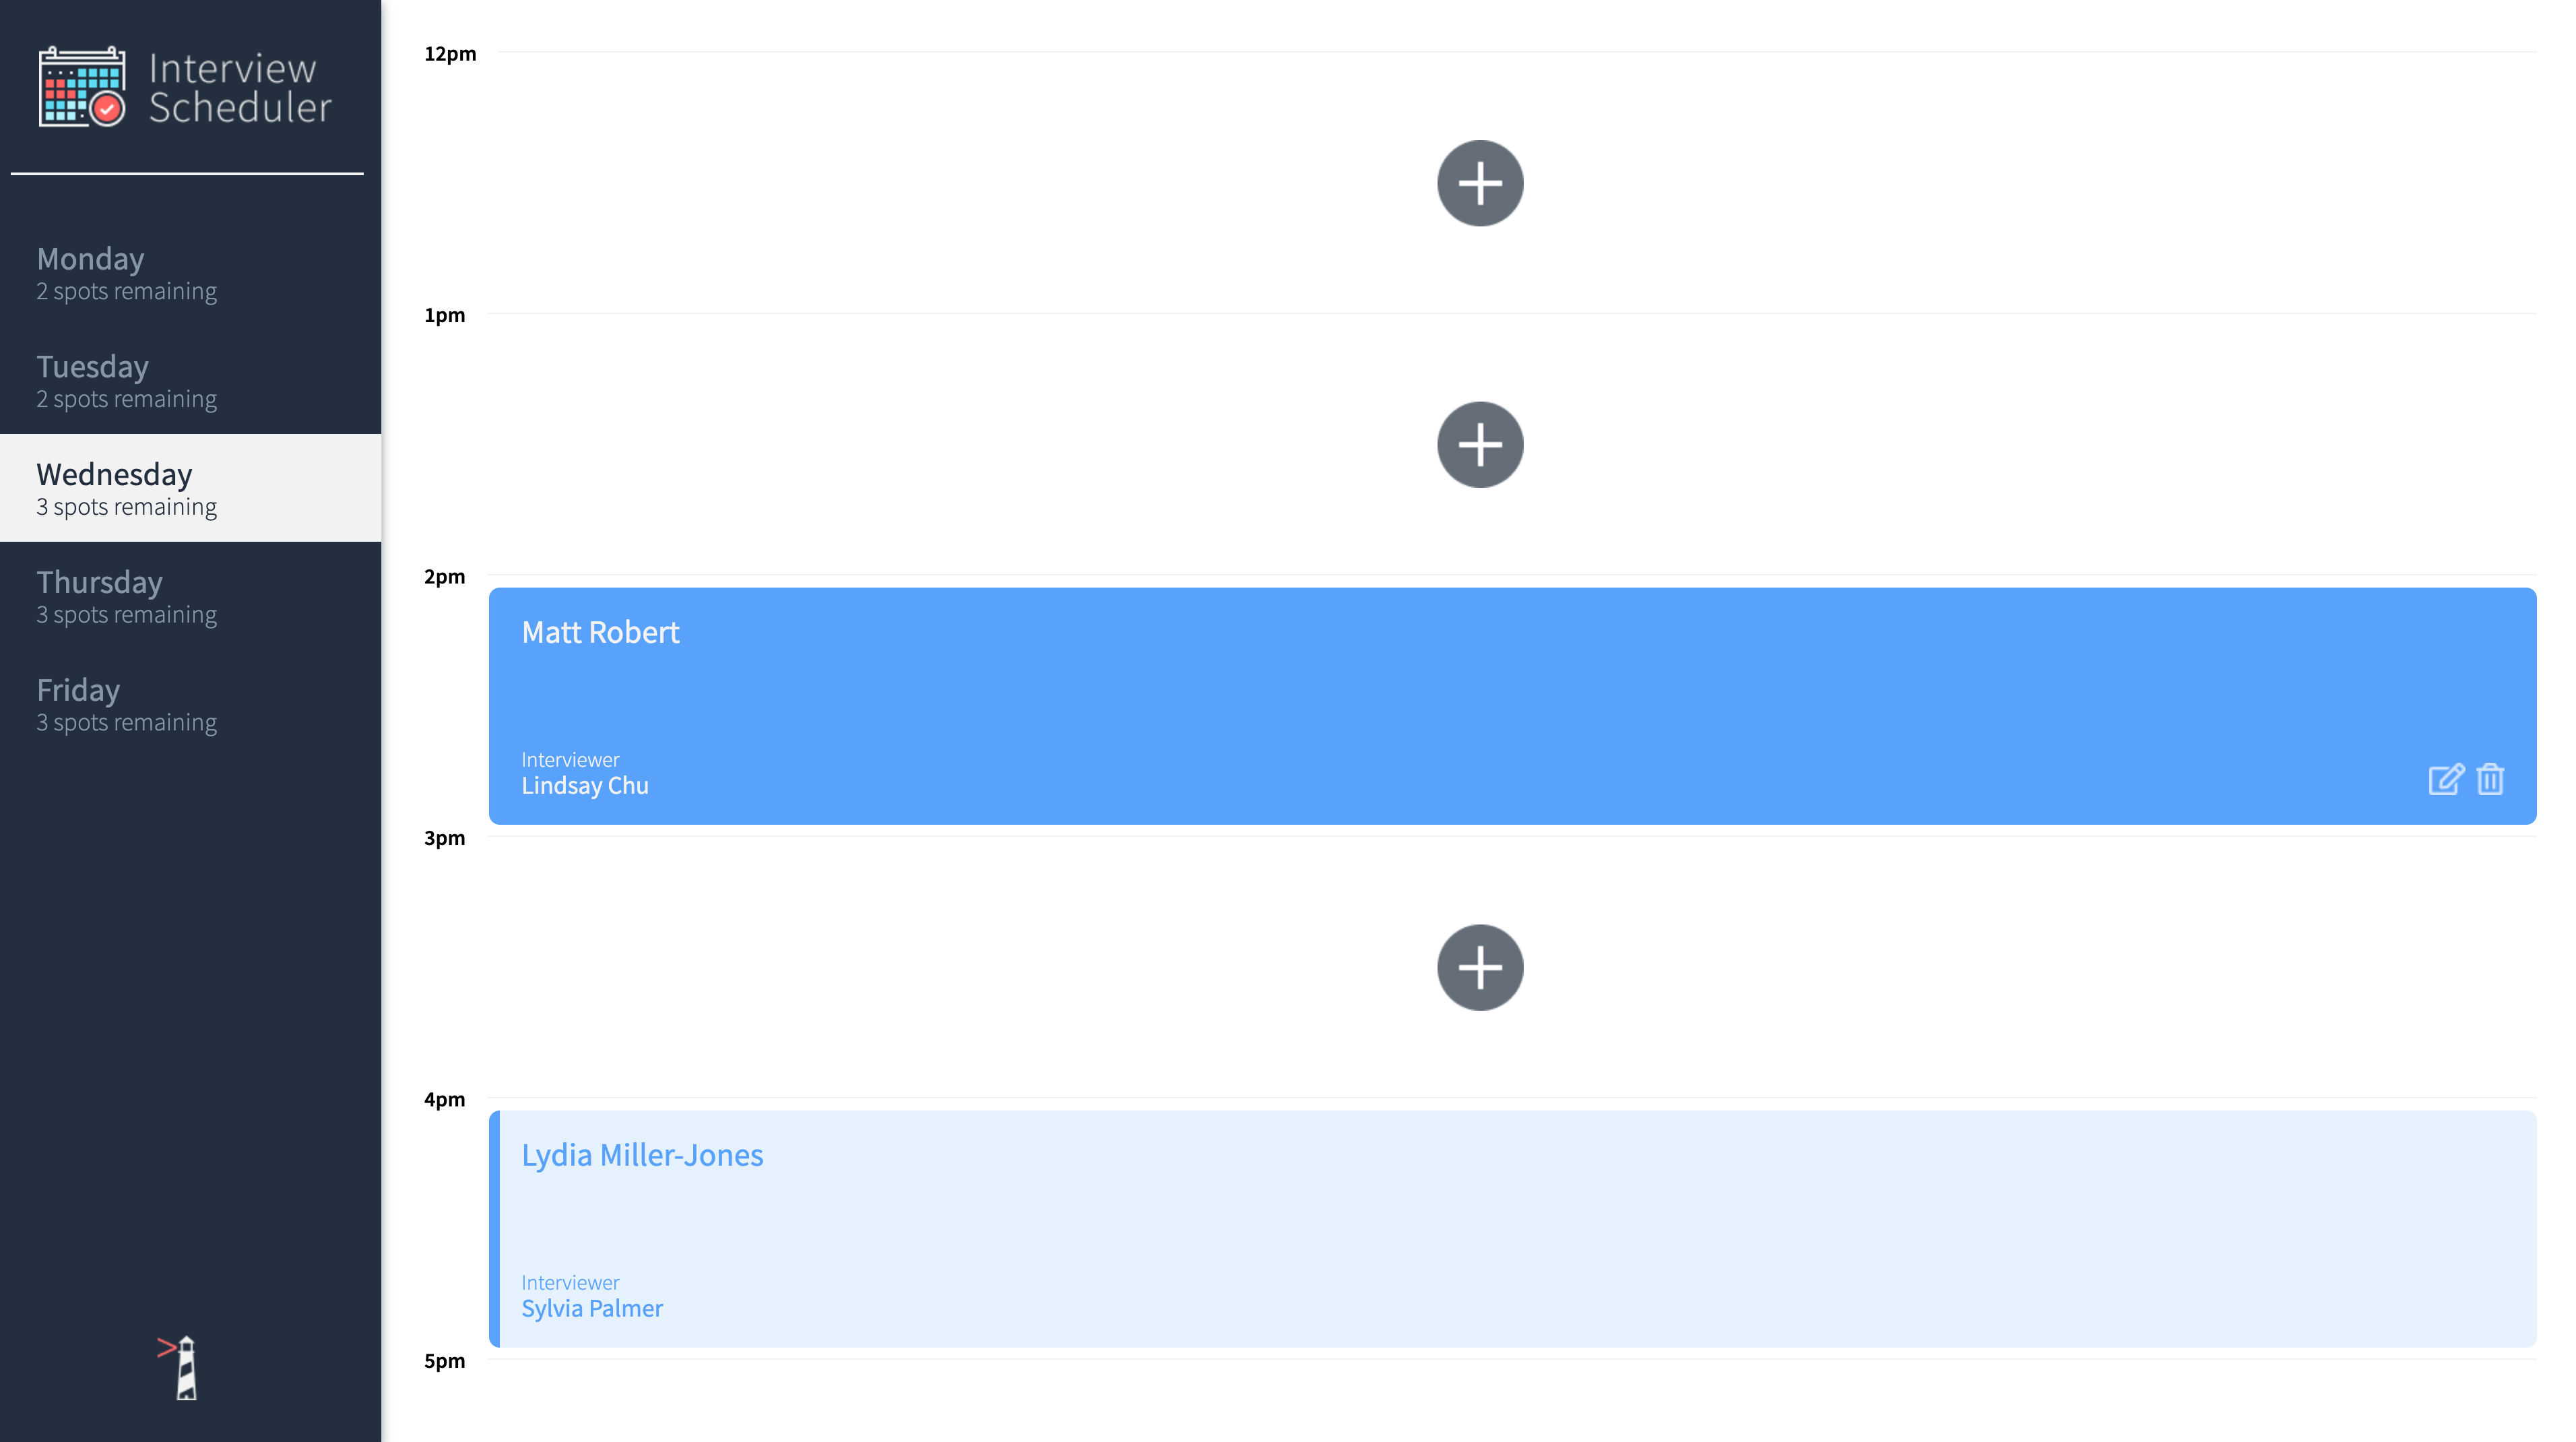 Interview
Scheduler
Monday
2 spots remaining
Tuesday
2 spots remaining
Wednesday
3 spots remaining
Thursday
3 spots remaining
Friday
3 spots remaining
12pm
1pm
2pm
Matt Robert
Interviewer
Lindsay Chu
3pm
4pm
Lydia Miller-Jones
Interviewer
Sylvia Palmer
5pm